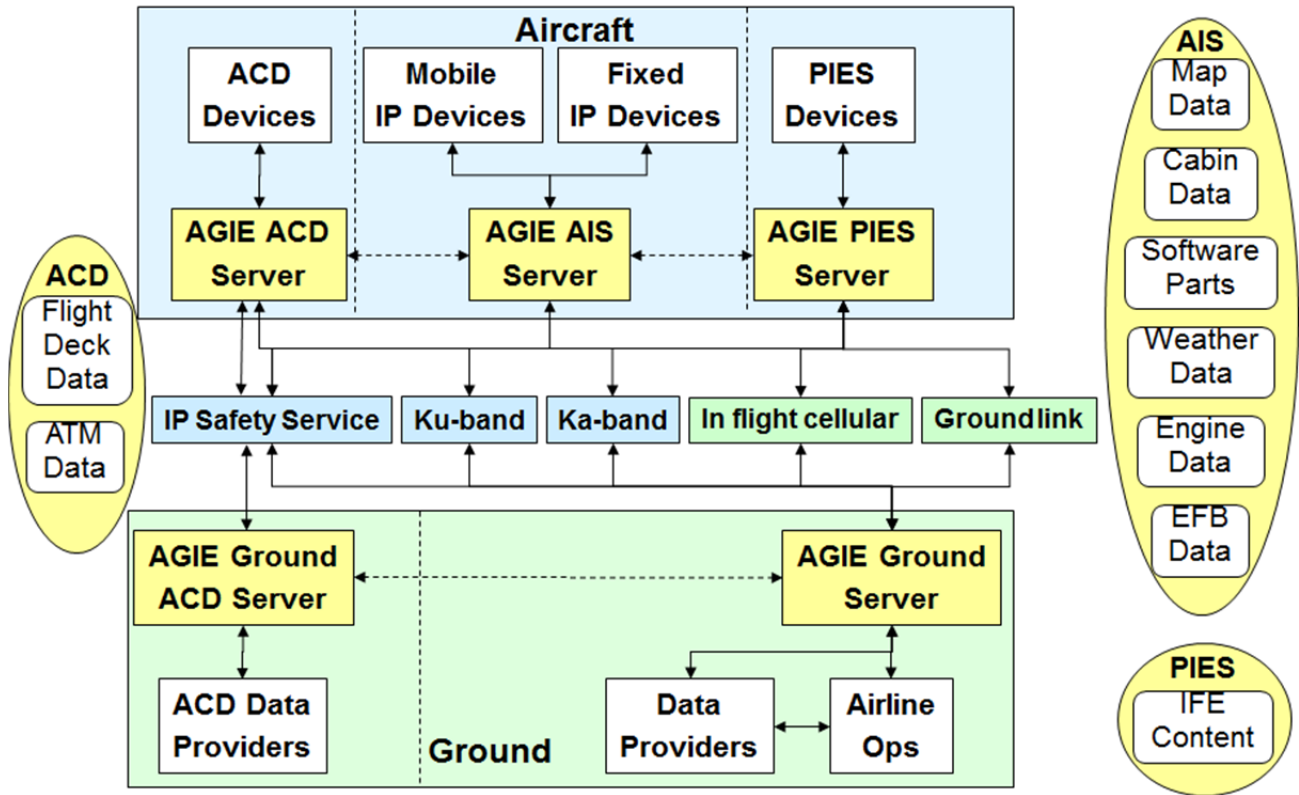 Aircraft
ACD
Devices
Mobile
IP Devices
Fixed
IP Devices
PIES
Devices
AGIE ACD
Server
AGIE AIS
Server
AGIE PIES
Server
ACD
Flight
Deck
Data
ATM
Data
IP Safety Service
Ku-band
Ka-band
In flight cellular
Ground link
AGIE Ground
ACD Server
AGIE Ground
Server
ACD Data
Providers
Data
Providers
Airline
Ops
Ground
AIS
Map
Data
Cabin
Data
Software
Parts
Weather
Data
Engine
Data
EFB
Data
PIES
IFE
Content